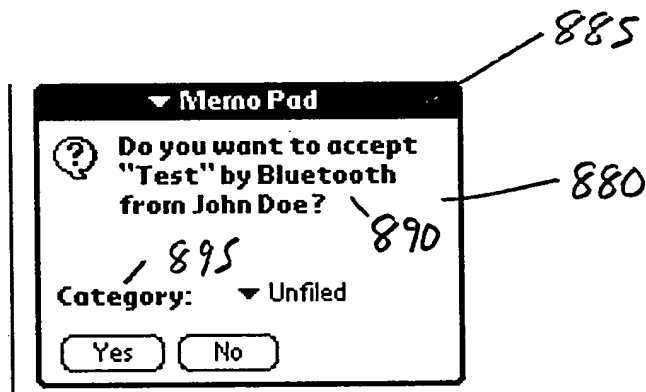 885
▼ Memo Pad
Do you want to accept
"Test" by Bluetooth
from John Doe?
880
890
895
Category: ▼ Unfiled
Yes No